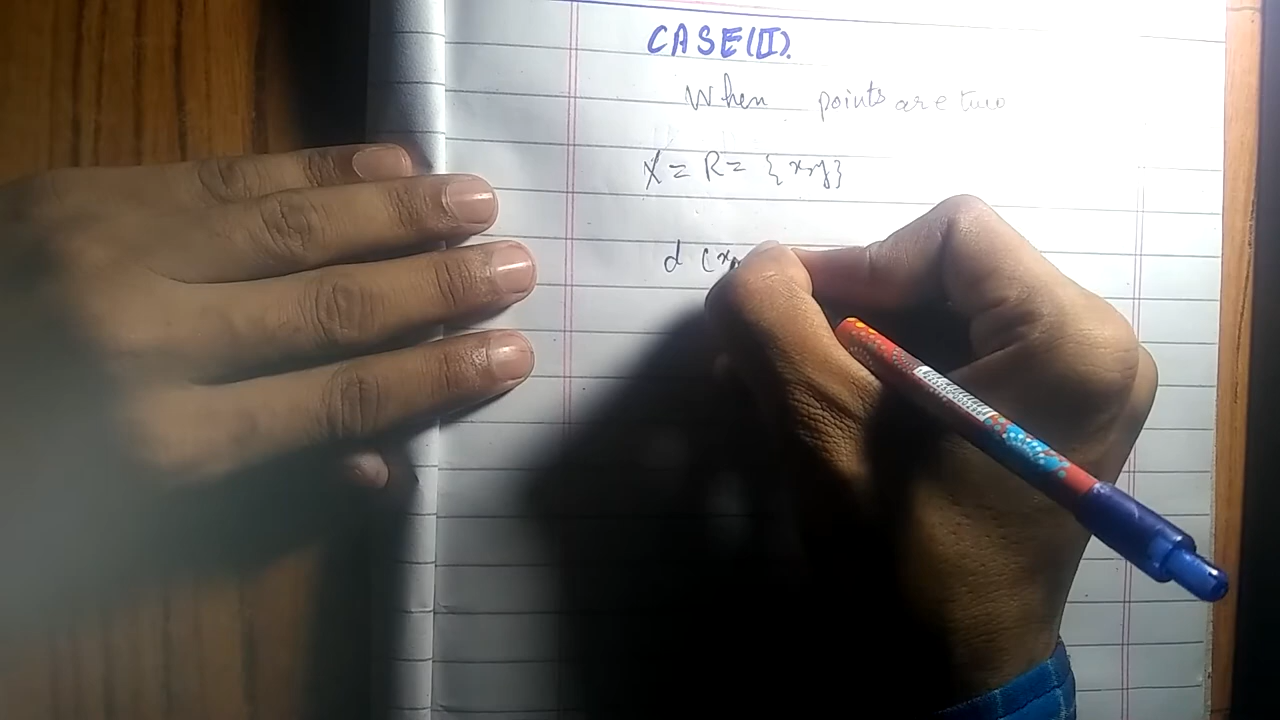 CASE(II).
When points are two
X = R = {x,y}
d (x,